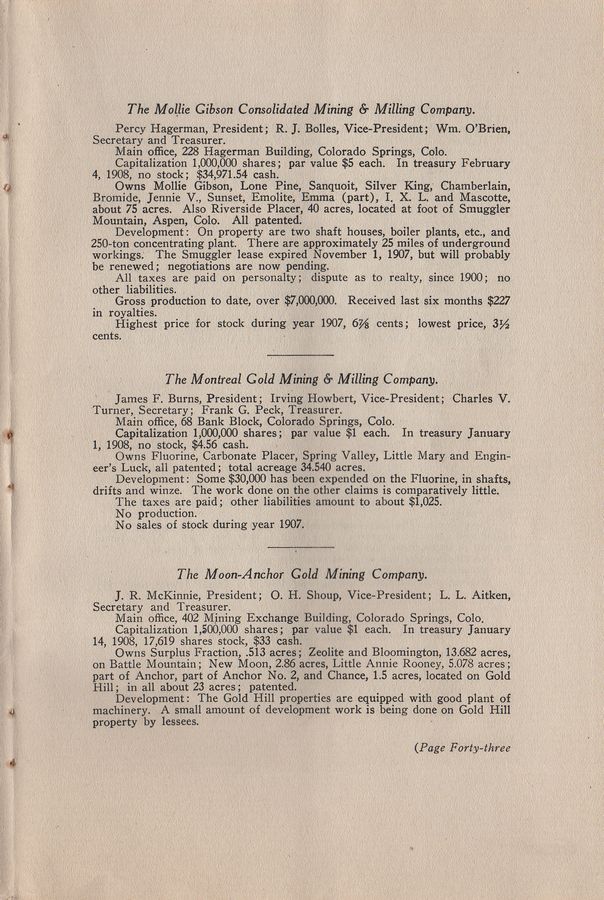 The Mollie Gibson Consolidated Mining & Milling Company.
Percy Hagerman, President; R. J. Bolles, Vice-President; Wm. O'Brien,
Secretary and Treasurer.
Main office, 228 Hagerman Building, Colorado Springs, Colo.
Capitalization 1,000,000 shares; par value $5 each. In treasury February
4, 1908, no stock; $34,971.54 cash.
Owns Mollie Gibson, Lone Pine, Sanquoit, Silver King, Chamberlain,
Bromide, Jennie V., Sunset, Emolite, Emma (part), I. X. L. and Mascotte,
about 75 acres. Also Riverside Placer, 40 acres, located at foot of Smuggler
Mountain, Aspen, Colo. All patented.
Development: On property are two shaft houses, boiler plants, etc., and
250-ton concentrating plant. There are approximately 25 miles of underground
workings. The Smuggler lease expired November 1, 1907, but will probably
be renewed; negotiations are now pending.
All taxes are paid on personalty; dispute as to realty, since 1900; no
other liabilities.
Gross production to date, over $7,000,000. Received last six months $227
in royalties.
Highest price for stock during year 1907, 6⅞ cents; lowest price, 3½
cents.
The Montreal Gold Mining & Milling Company.
James F. Burns, President; Irving Howbert, Vice-President; Charles V.
Turner, Secretary; Frank G. Peck, Treasurer.
Main office, 68 Bank Block, Colorado Springs, Colo.
Capitalization 1,000,000 shares; par value $1 each. In treasury January
1, 1908, no stock, $4.56 cash.
Owns Fluorine, Carbonate Placer, Spring Valley, Little Mary and Engin-
eer's Luck, all patented; total acreage 34.540 acres.
Development: Some $30,000 has been expended on the Fluorine, in shafts,
drifts and winze. The work done on the other claims is comparatively little.
The taxes are paid; other liabilities amount to about $1,025.
No production.
No sales of stock during year 1907.
The Moon-Anchor Gold Mining Company.
J. R. McKinnie, President; O. H. Shoup, Vice-President; L. L. Aitken,
Secretary and Treasurer.
Main office, 402 Mining Exchange Building, Colorado Springs, Colo.
Capitalization 1,500,000 shares; par value $1 each. In treasury January
14, 1908, 17,619 shares stock, $33 cash.
Owns Surplus Fraction, .513 acres; Zeolite and Bloomington, 13.682 acres,
on Battle Mountain; New Moon, 2.86 acres, Little Annie Rooney, 5.078 acres;
part of Anchor, part of Anchor No. 2, and Chance, 1.5 acres, located on Gold
Hill; in all about 23 acres; patented.
Development: The Gold Hill properties are equipped with good plant of
machinery. A small amount of development work is being done on Gold Hill
property by lessees.
(Page Forty-three